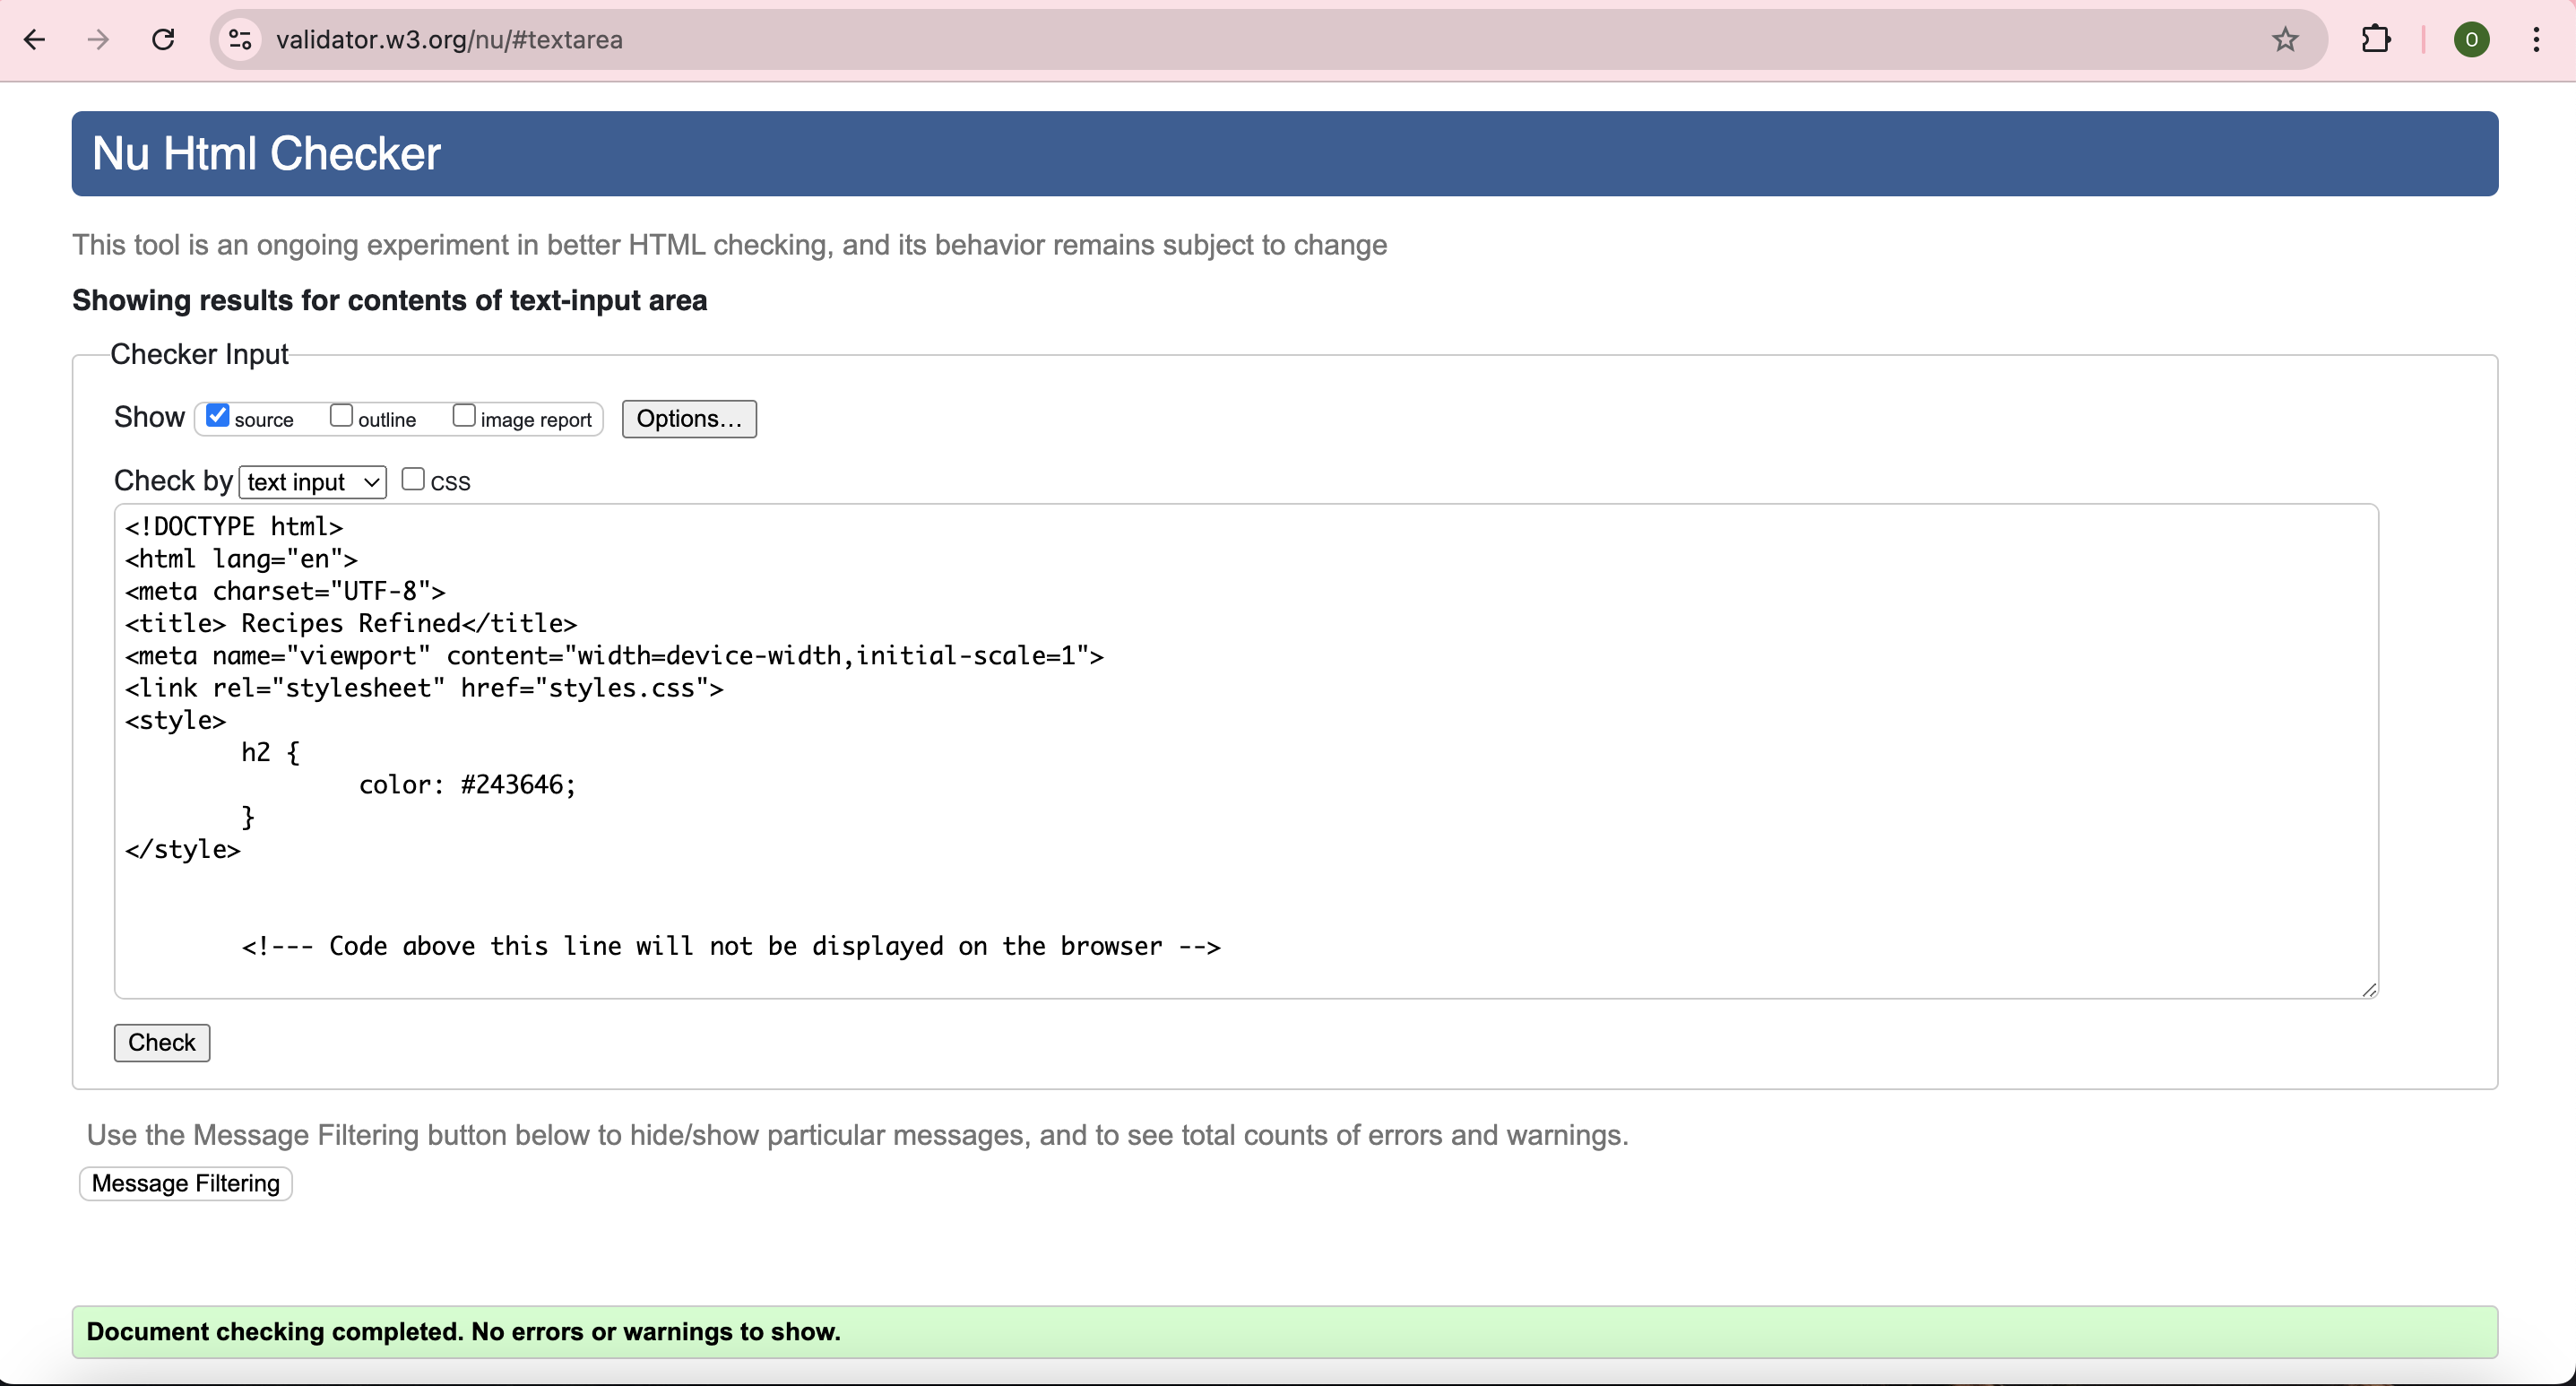 validator.w3.org/nu/#textarea
O
Nu Html Checker
This tool is an ongoing experiment in better HTML checking, and its behavior remains subject to change
Showing results for contents of text-input area
Checker Input
Show source outline image report Options...
Check by text input css
<!DOCTYPE html>
<html lang="en">
<meta charset="UTF-8">
<title> Recipes Refined</title>
<meta name="viewport" content="width=device-width,initial-scale=1">
<link rel="stylesheet" href="styles.css">
<style>
h2 {
color: #243646;
}
</style>
<!--- Code above this line will not be displayed on the browser -->
Check
Use the Message Filtering button below to hide/show particular messages, and to see total counts of errors and warnings.
Message Filtering
Document checking completed. No errors or warnings to show.